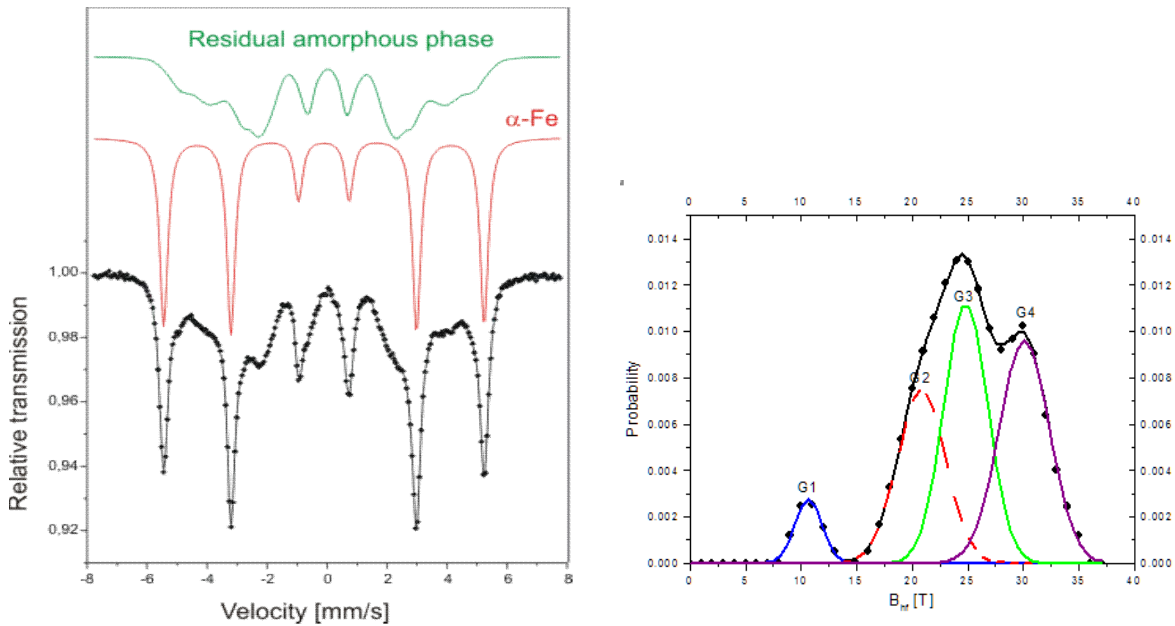 Residual amorphous phase
α-Fe
Relative transmission
1,00
0,98
0,96
0,94
0,92
-8 -6 -4 -2 0 2 4 6 8
Velocity [mm/s]
0 5 10 15 20 25 30 35 40
Probability
0.014 0.014
0.012 0.012
0.010 0.010
0.008 0.008
0.006 0.006
0.004 0.004
0.002 0.002
0.000 0.000
G3
G4
G2
G1
0 5 10 15 20 25 30 35 40
B_hf [T]